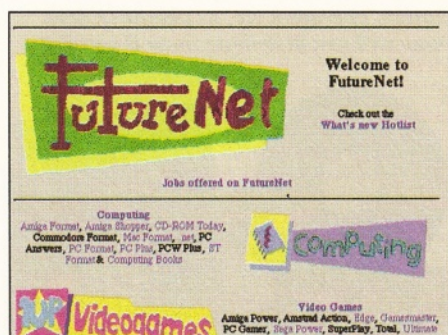 FutureNet
Welcome to
FutureNet!
Check out the
What's new Hotlist
Jobs offered on FutureNet
Computing
Amiga Format, Amiga Shopper, CD-ROM Today,
Commodore Format, Mac Format, .net, PC
Answers, PC Format, PC Plus, PCW Plus, ST
Format & Computing Books
COMPUTING
Videogames
Video Games
Amiga Power, Amstrad Action, Edge, Gamesmaster,
PC Gamer, Sega Power, SuperPlay, Total, Ultimate